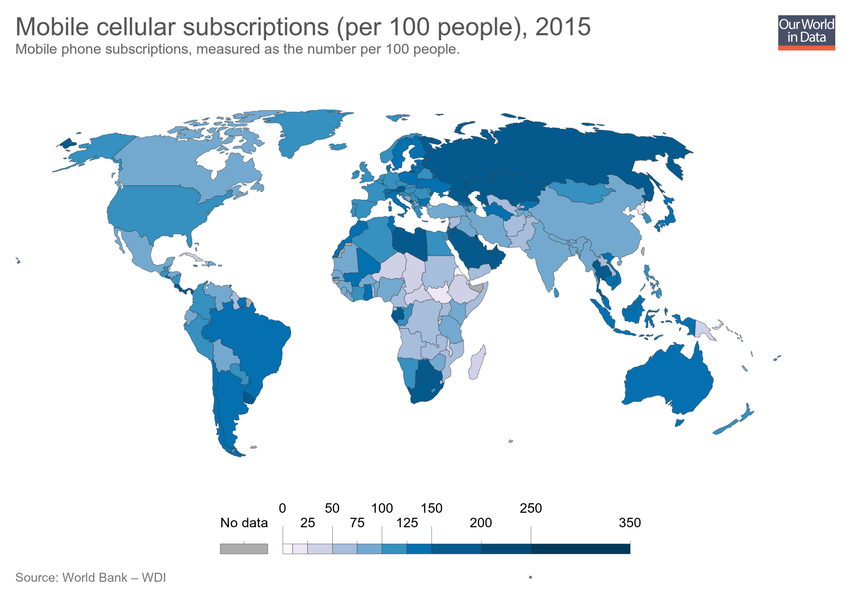 Mobile cellular subscriptions (per 100 people), 2015
Mobile phone subscriptions, measured as the number per 100 people.
Our World
in Data
0 50 100 150 250
No data 25 75 125 200 350
Source: World Bank – WDI